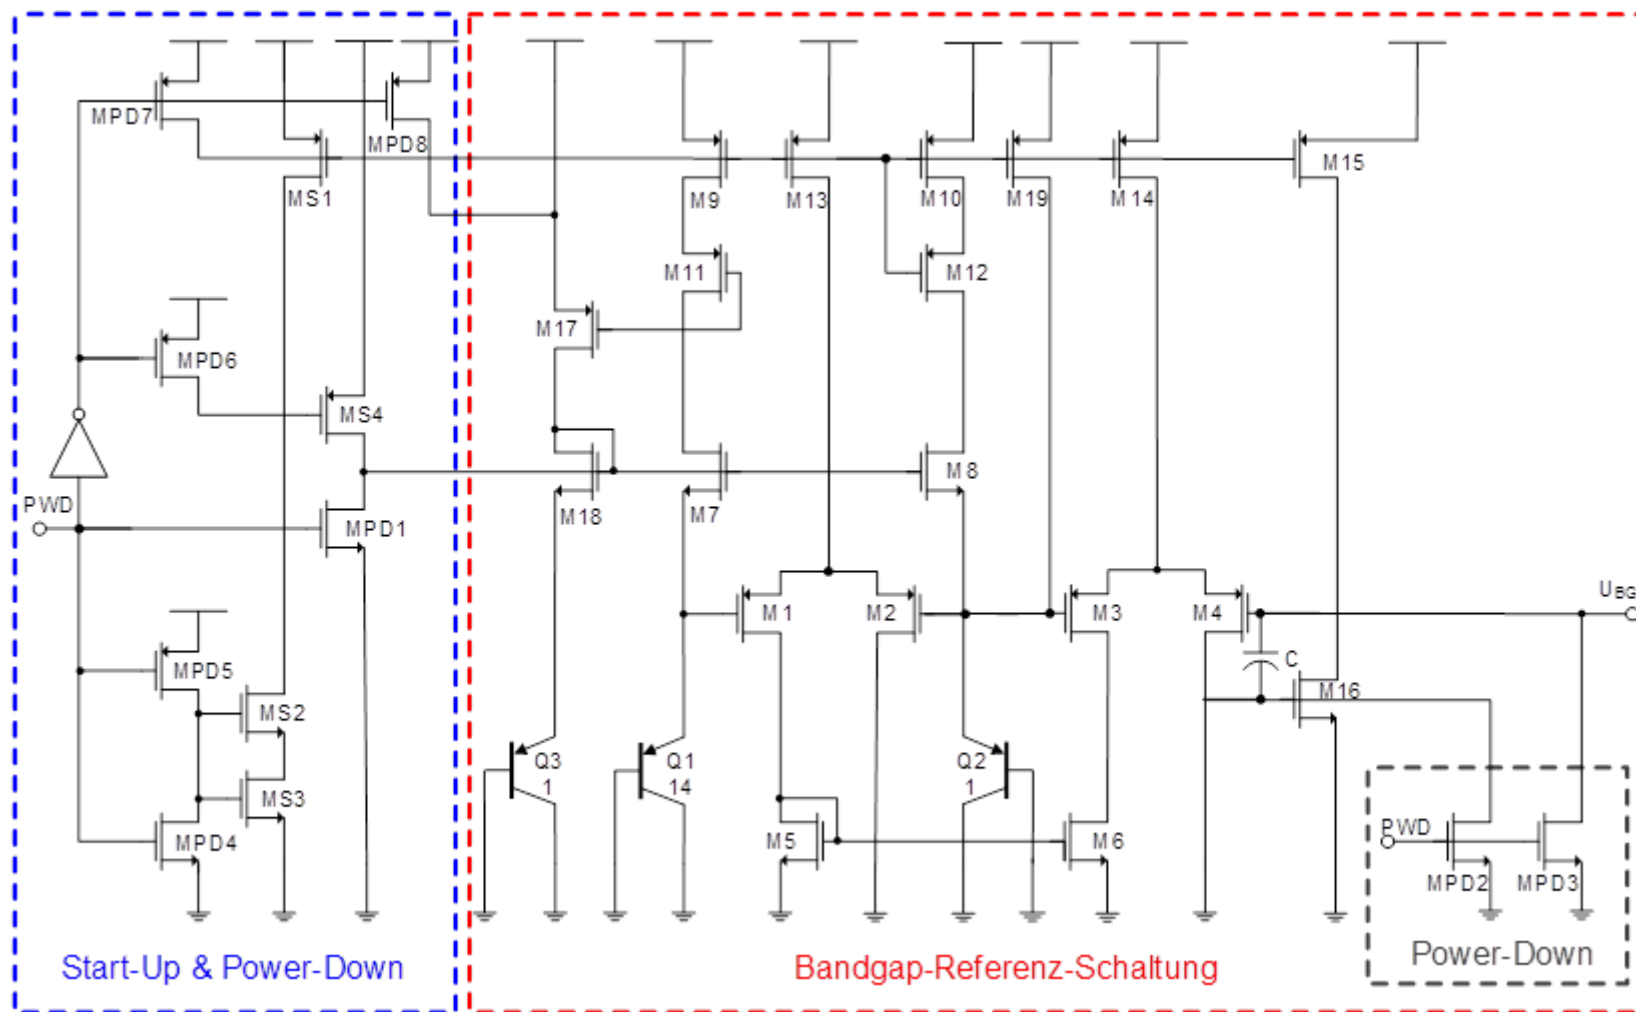 MPD7
MPD8
MS1
M9
M13
M10
M19
M14
M15
M11
M12
M17
MPD6
MS4
M18
M7
M8
PWD
MPD1
M1
M2
M3
M4
UBG
C
M16
MPD5
MS2
MS3
MPD4
Q3
1
Q1
14
Q2
1
M5
M6
PWD
MPD2
MPD3
Start-Up & Power-Down
Bandgap-Referenz-Schaltung
Power-Down